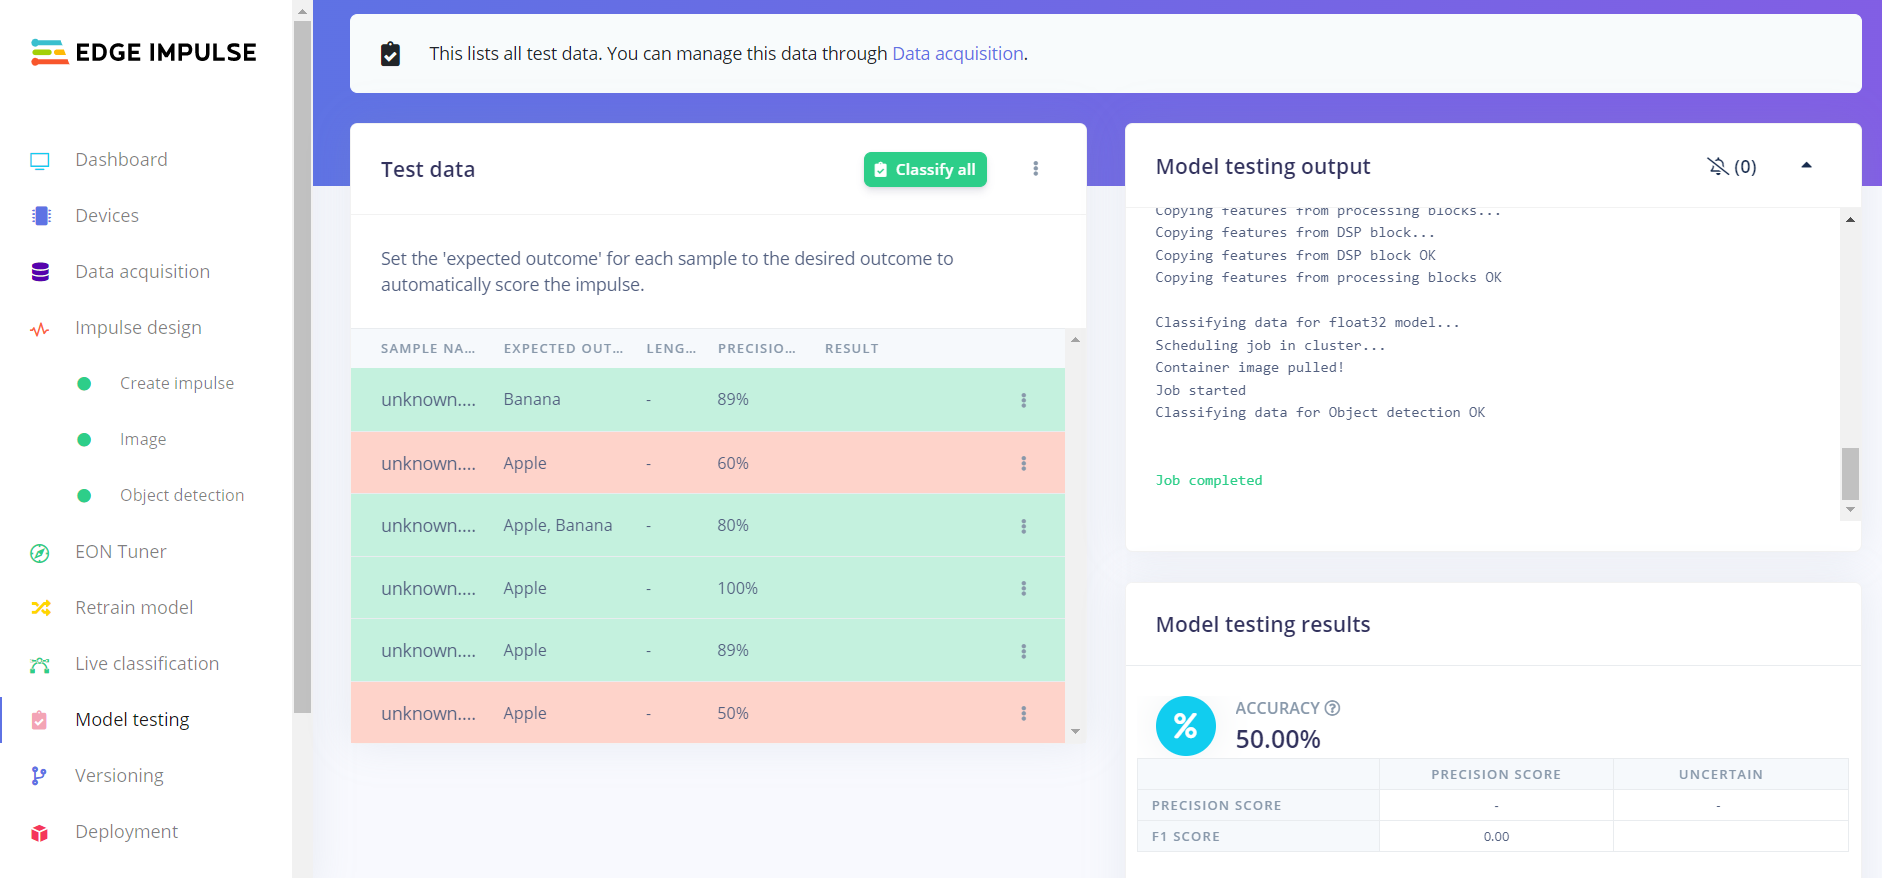 EDGE IMPULSE
Dashboard
Devices
Data acquisition
Impulse design
Create impulse
Image
Object detection
EON Tuner
Retrain model
Live classification
Model testing
Versioning
Deployment
This lists all test data. You can manage this data through Data acquisition.
Test data
Classify all
Set the 'expected outcome' for each sample to the desired outcome to
automatically score the impulse.
SAMPLE NA... EXPECTED OUT... LENG... PRECISIO... RESULT
unknown.... Banana - 89%
unknown.... Apple - 60%
unknown.... Apple, Banana - 80%
unknown.... Apple - 100%
unknown.... Apple - 89%
unknown.... Apple - 50%
Model testing output (0)
Copying features from processing blocks...
Copying features from DSP block...
Copying features from DSP block OK
Copying features from processing blocks OK
Classifying data for float32 model...
Scheduling job in cluster...
Container image pulled!
Job started
Classifying data for Object detection OK
Job completed
Model testing results
%
ACCURACY ?
50.00%
PRECISION SCORE UNCERTAIN
PRECISION SCORE - -
F1 SCORE 0.00